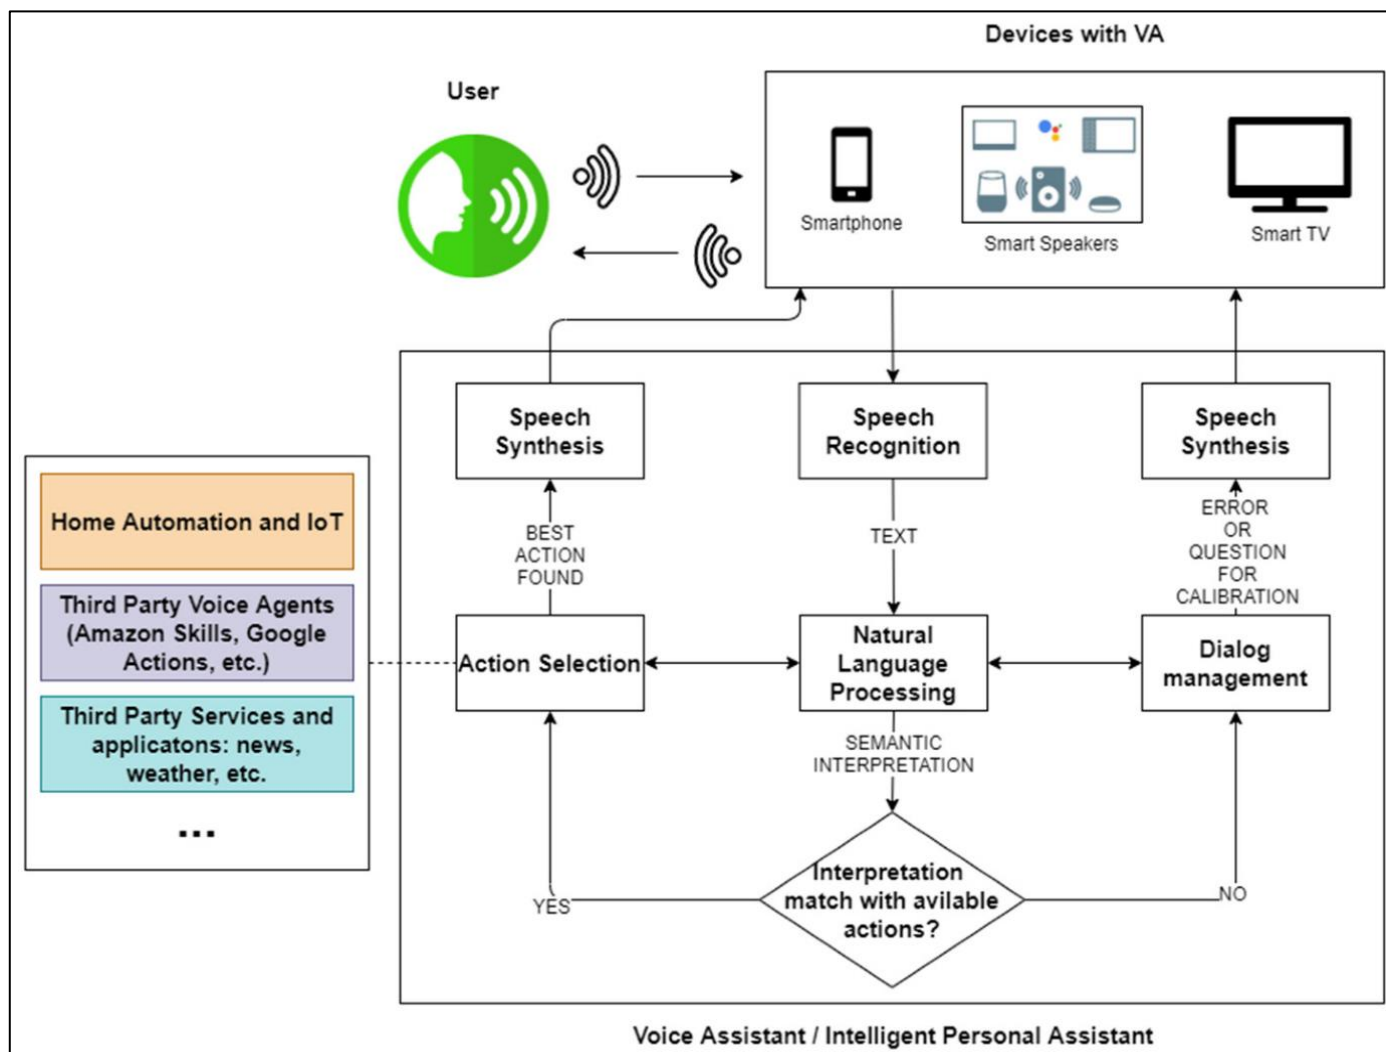 Devices with VA
User
Smartphone
Smart Speakers
Smart TV
Speech
Synthesis
Speech
Recognition
Speech
Synthesis
Home Automation and IoT
Third Party Voice Agents
(Amazon Skills, Google
Actions, etc.)
Third Party Services and
applicatons: news,
weather, etc.
...
BEST
ACTION
FOUND
TEXT
ERROR
OR
QUESTION
FOR
CALIBRATION
Action Selection
Natural
Language
Processing
Dialog
management
SEMANTIC
INTERPRETATION
Interpretation
match with avilable
actions?
YES
NO
Voice Assistant / Intelligent Personal Assistant